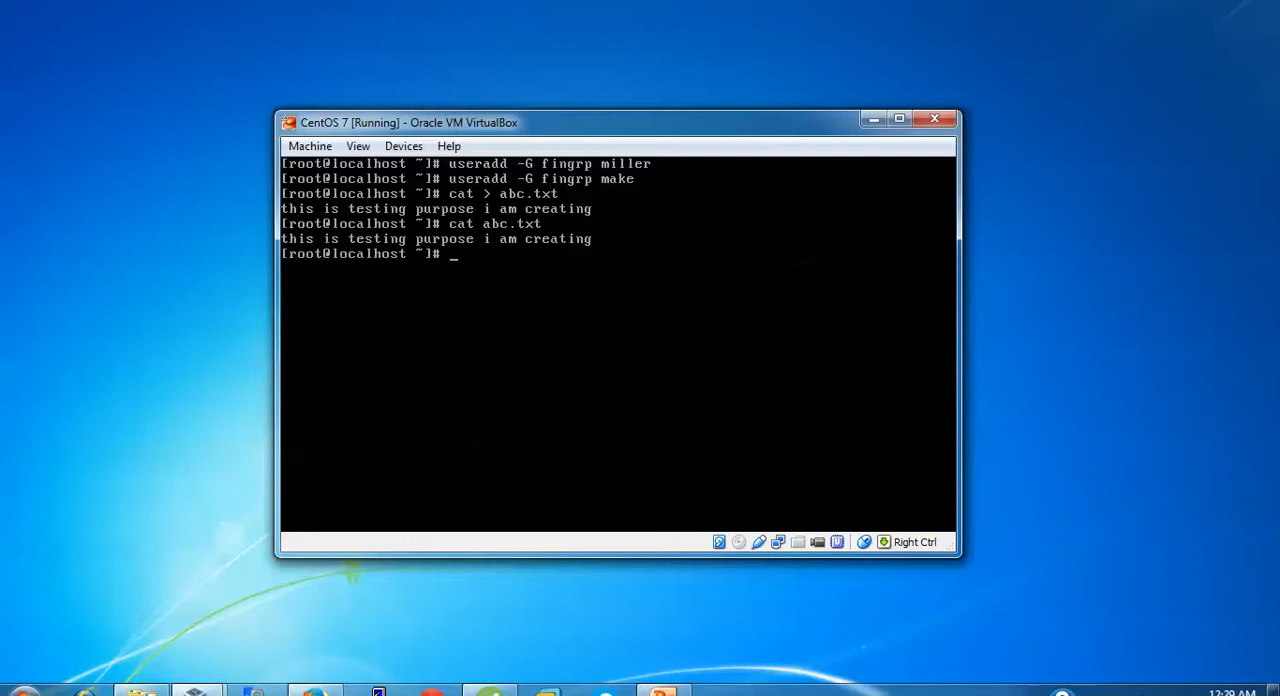 CentOS 7 [Running] - Oracle VM VirtualBox
Machine View Devices Help
[root@localhost ~]# useradd -G fingrp miller
[root@localhost ~]# useradd -G fingrp make
[root@localhost ~]# cat > abc.txt
this is testing purpose i am creating
[root@localhost ~]# cat abc.txt
this is testing purpose i am creating
[root@localhost ~]# _
Right Ctrl
12:29 AM